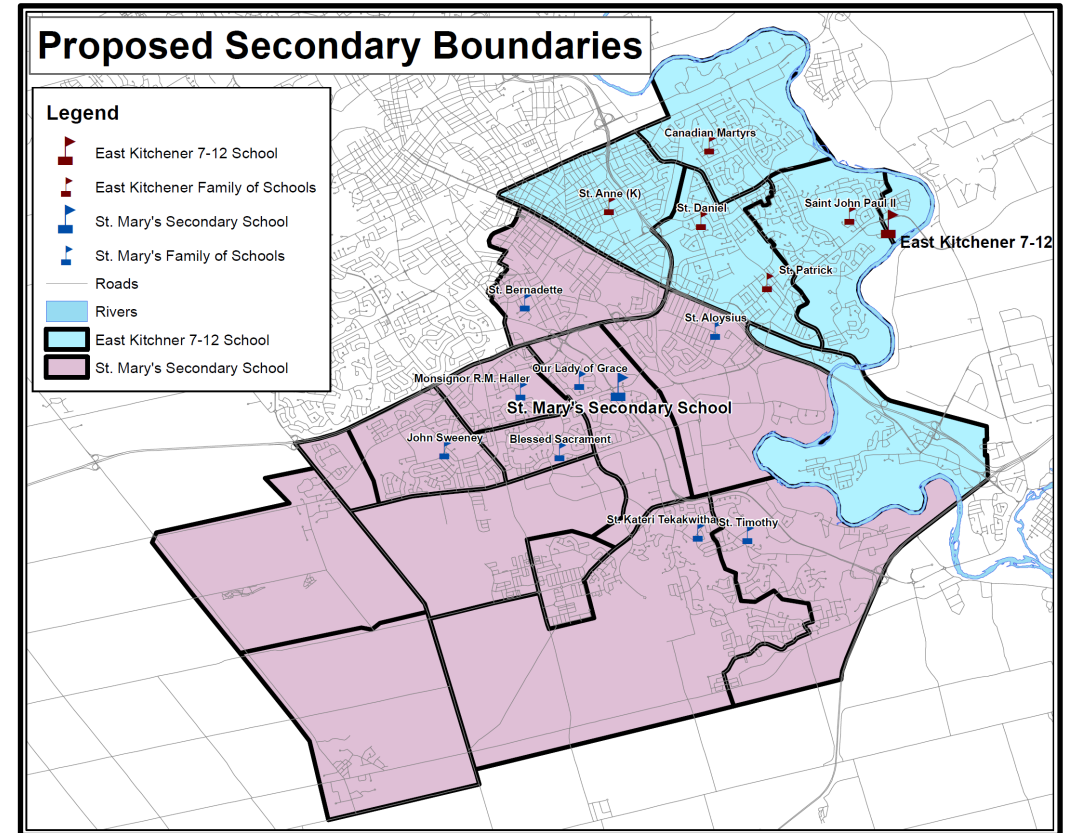 Proposed Secondary Boundaries
Legend
East Kitchener 7-12 School
East Kitchener Family of Schools
St. Mary's Secondary School
St. Mary's Family of Schools
Roads
Rivers
East Kitchner 7-12 School
St. Mary's Secondary School
Canadian Martyrs
St. Anne (K)
St. Daniel
Saint John Paul II
East Kitchener 7-12
St. Patrick
St. Bernadette
St. Aloysius
Our Lady of Grace
Monsignor R.M. Haller
St. Mary's Secondary School
John Sweeney
Blessed Sacrament
St. Kateri Tekakwitha
St. Timothy